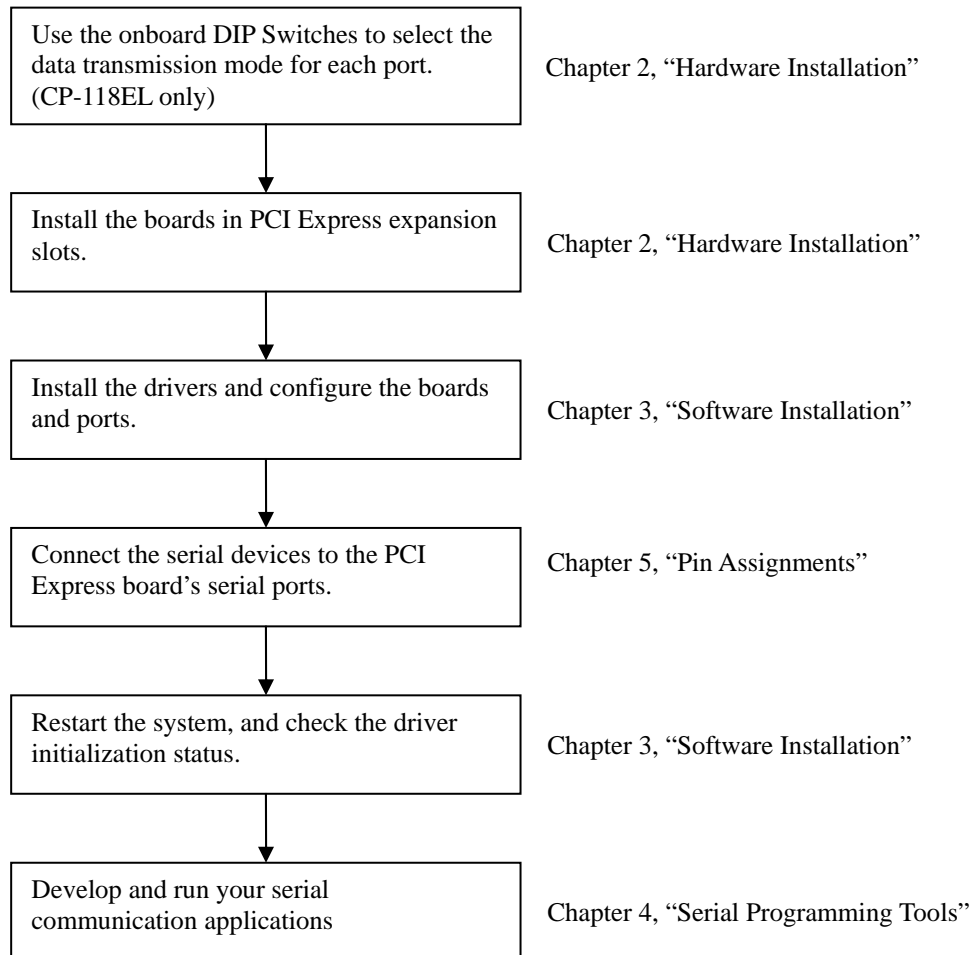 Use the onboard DIP Switches to select the
data transmission mode for each port.
(CP-118EL only)
Chapter 2, “Hardware Installation”
Install the boards in PCI Express expansion
slots.
Chapter 2, “Hardware Installation”
Install the drivers and configure the boards
and ports.
Chapter 3, “Software Installation”
Connect the serial devices to the PCI
Express board’s serial ports.
Chapter 5, “Pin Assignments”
Restart the system, and check the driver
initialization status.
Chapter 3, “Software Installation”
Develop and run your serial
communication applications
Chapter 4, “Serial Programming Tools”